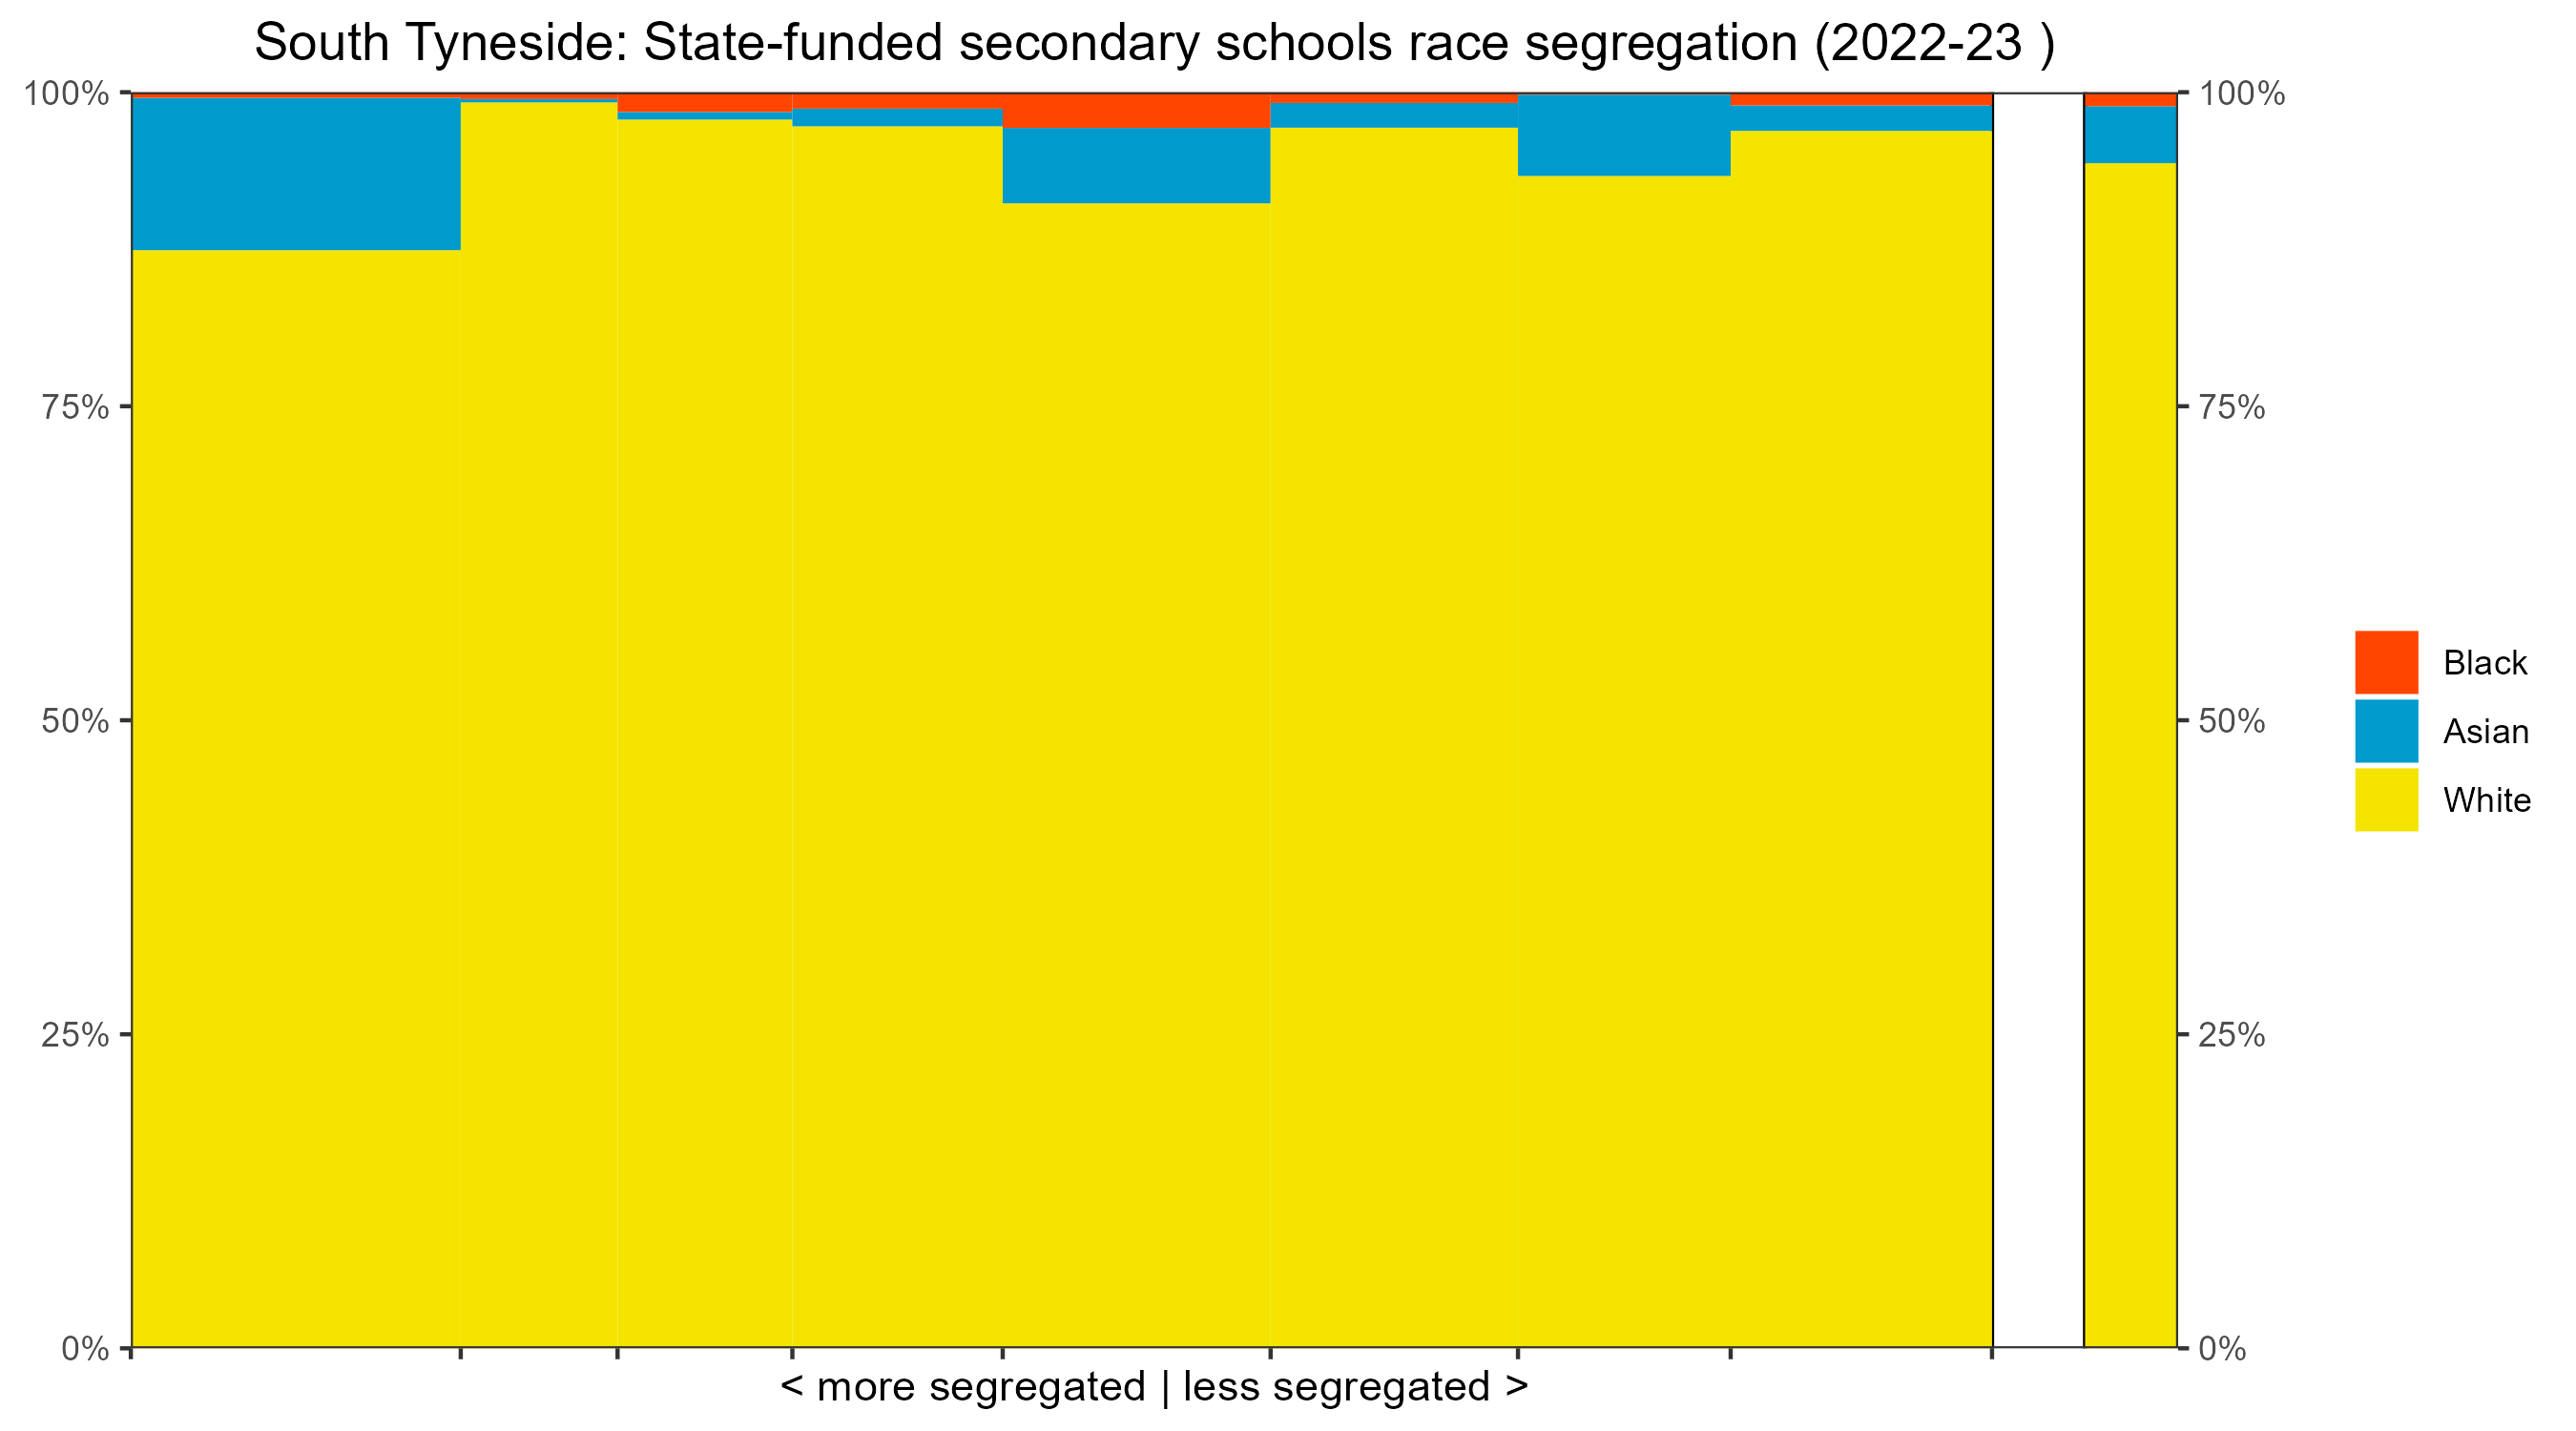 South Tyneside: State-funded secondary schools race segregation (2022-23 )
100%
75%
50%
25%
0%
100%
75%
50%
25%
0%
Black
Asian
White
< more segregated | less segregated >